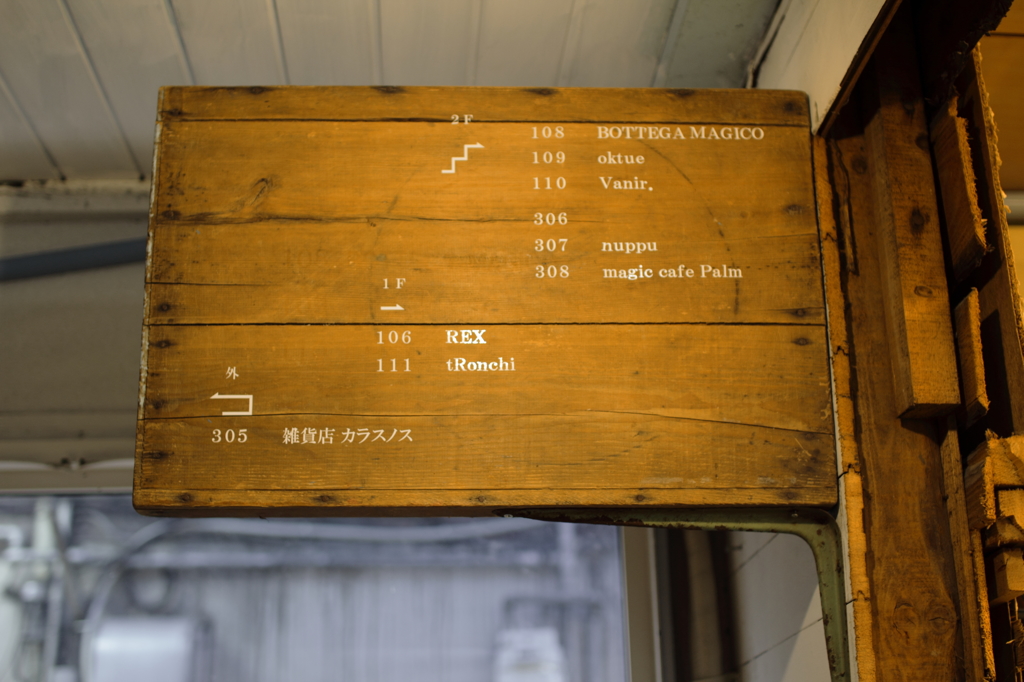 2F
108 BOTTEGA MAGICO
109 oktue
110 Vanir.
306
307 nuppu
308 magic cafe Palm
1F
106 REX
111 tRonchi
外
305 雑貨店 カラスノス